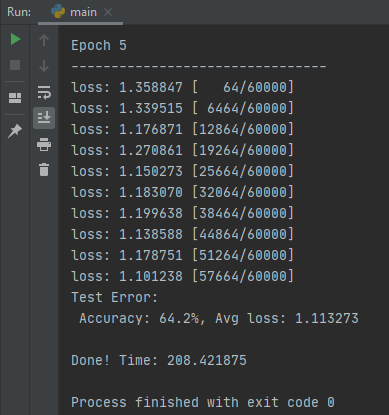 Run: main ×
Epoch 5
--------------------------------
loss: 1.358847 [   64/60000]
loss: 1.339515 [ 6464/60000]
loss: 1.176871 [12864/60000]
loss: 1.270861 [19264/60000]
loss: 1.150273 [25664/60000]
loss: 1.183070 [32064/60000]
loss: 1.199638 [38464/60000]
loss: 1.138588 [44864/60000]
loss: 1.178751 [51264/60000]
loss: 1.101238 [57664/60000]
Test Error:
 Accuracy: 64.2%, Avg loss: 1.113273
Done! Time: 208.421875
Process finished with exit code 0